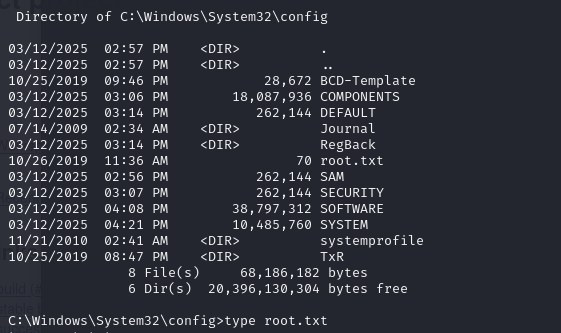 Directory of C:\Windows\System32\config
03/12/2025  02:57 PM    <DIR>          .
03/12/2025  02:57 PM    <DIR>          ..
10/25/2019  09:46 PM            28,672 BCD-Template
03/12/2025  03:06 PM        18,087,936 COMPONENTS
03/12/2025  03:14 PM           262,144 DEFAULT
07/14/2009  02:34 AM    <DIR>          Journal
03/12/2025  03:14 PM    <DIR>          RegBack
10/26/2019  11:36 AM                70 root.txt
03/12/2025  02:56 PM           262,144 SAM
03/12/2025  03:07 PM           262,144 SECURITY
03/12/2025  04:08 PM        38,797,312 SOFTWARE
03/12/2025  04:21 PM        10,485,760 SYSTEM
11/21/2010  02:41 AM    <DIR>          systemprofile
10/25/2019  08:47 PM    <DIR>          TxR
               8 File(s)     68,186,182 bytes
               6 Dir(s)  20,396,130,304 bytes free
C:\Windows\System32\config>type root.txt